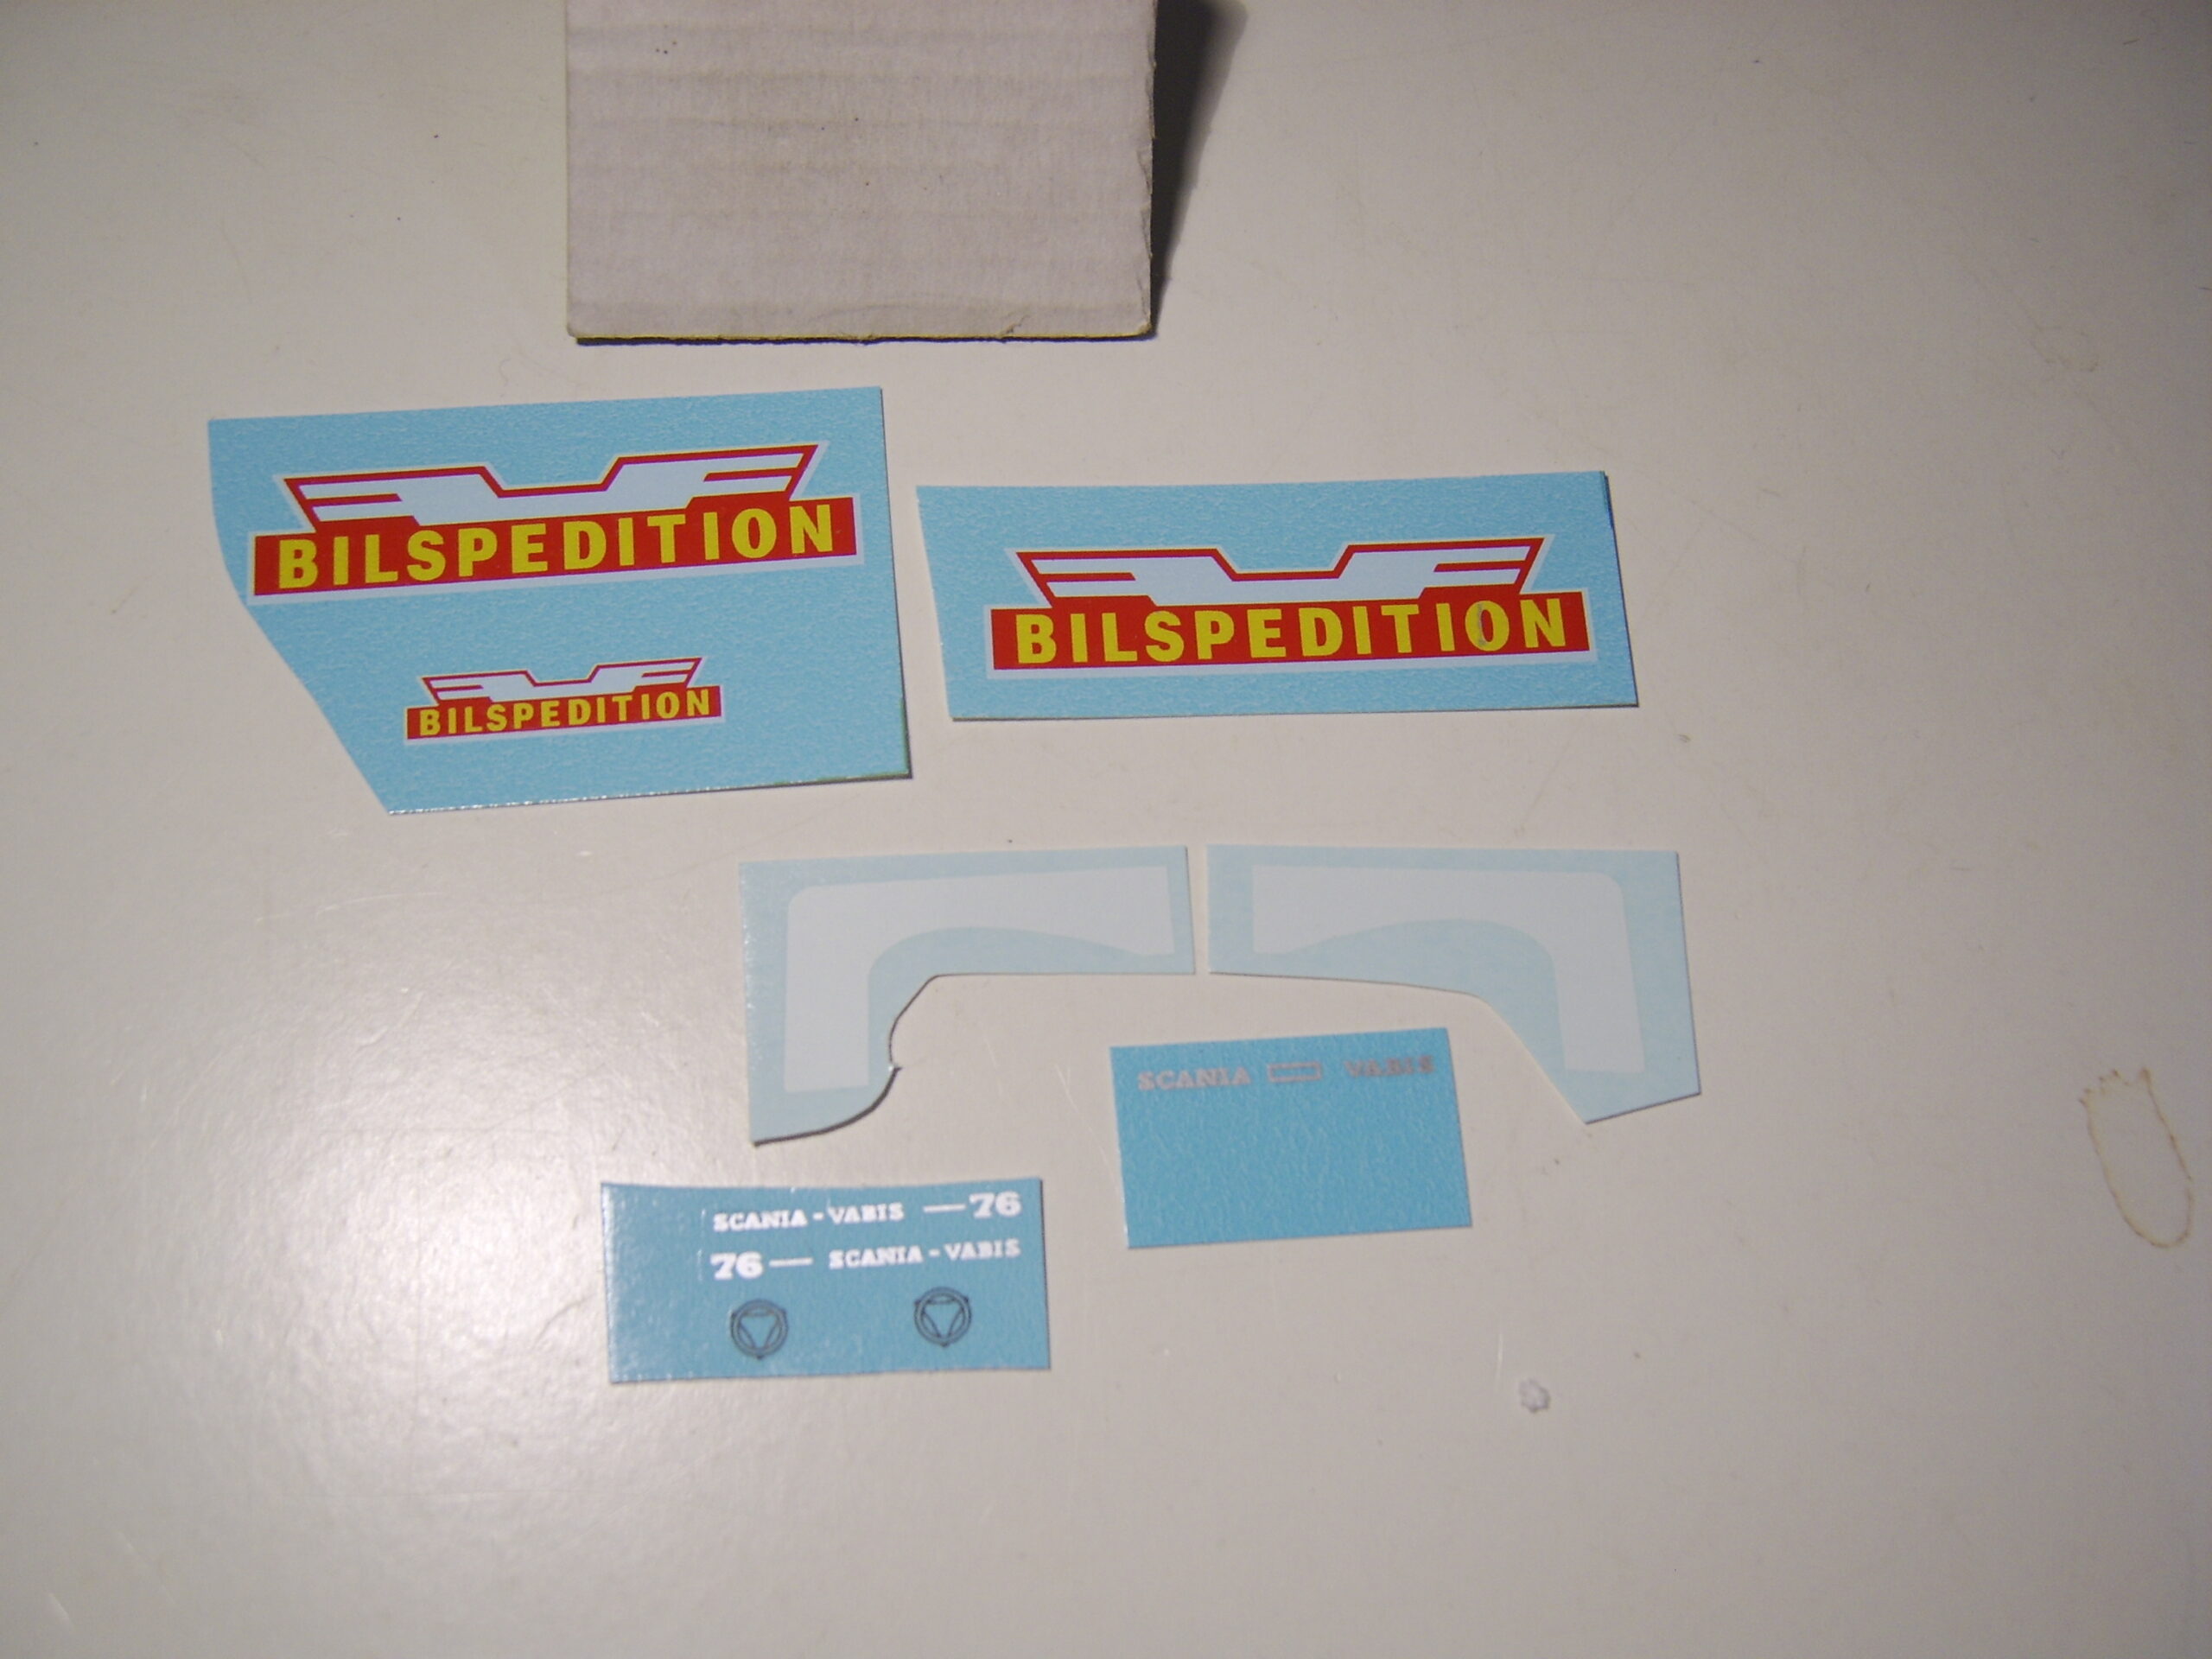 BILSPEDITION
BILSPEDITION
BILSPEDITION
SCANIA VABIS
SCANIA - VABIS — 76
76 — SCANIA - VABIS